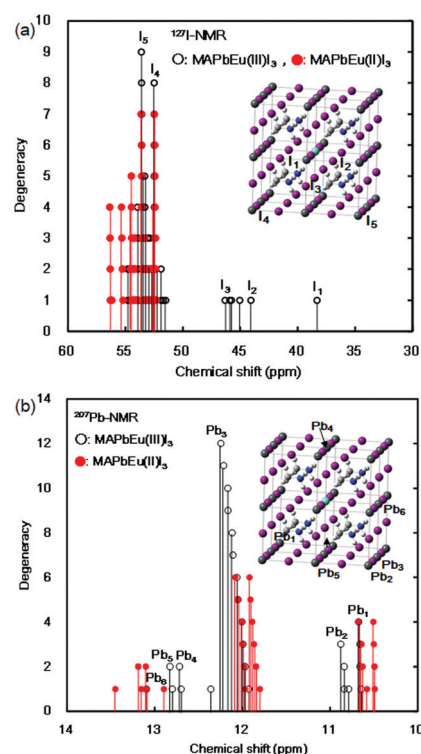 (a)
127I-NMR
○: MAPbEu(III)I3 , ●: MAPbEu(II)I3
I5
I4
I3
I2
I1
I1
I2
I3
I4
I5
Degeneracy
10
9
8
7
6
5
4
3
2
1
0
60 55 50 45 40 35 30
Chemical shift (ppm)
(b)
207Pb-NMR
○: MAPbEu(III)I3
●: MAPbEu(II)I3
Pb3
Pb4
Pb6
Pb1
Pb5
Pb3
Pb2
Pb5
Pb4
Pb6
Pb2
Pb1
Degeneracy
14
12
10
8
6
4
2
0
14 13 12 11 10
Chemical shift (ppm)